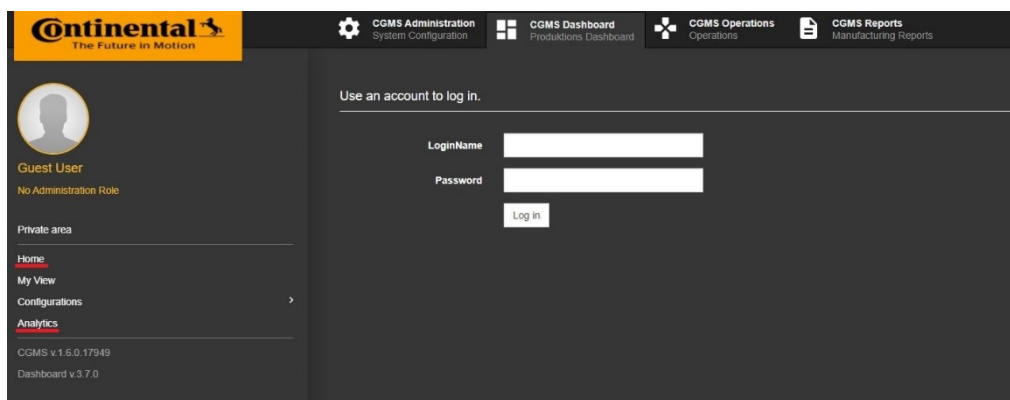 Continental
The Future in Motion
CGMS Administration
System Configuration
CGMS Dashboard
Produktions Dashboard
CGMS Operations
Operations
CGMS Reports
Manufacturing Reports
Guest User
No Administration Role
Private area
Home
My View
Configurations
Analytics
CGMS v.1.6.0.17949
Dashboard v.3.7.0
Use an account to log in.
LoginName
Password
Log in